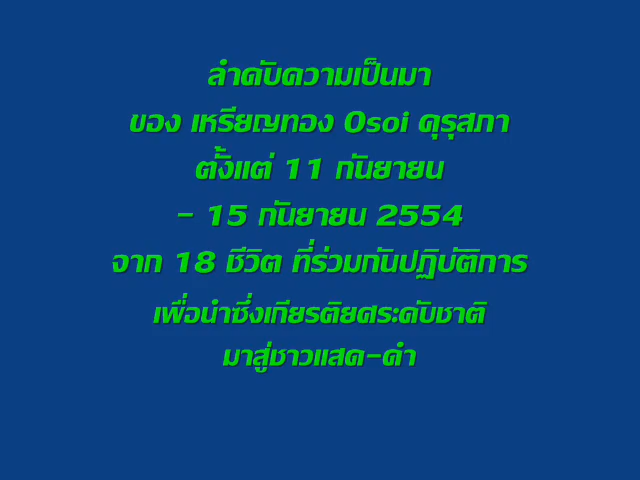 ลำดับความเป็นมา
ของ เหรียญทอง Osoi คุรุสภา
ตั้งแต่ 11 กันยายน
- 15 กันยายน 2554
จาก 18 ชีวิต ที่ร่วมกันปฏิบัติการ
เพื่อนำซึ่งเกียรติยศระดับชาติ
มาสู่ชาวแสด-ดำ